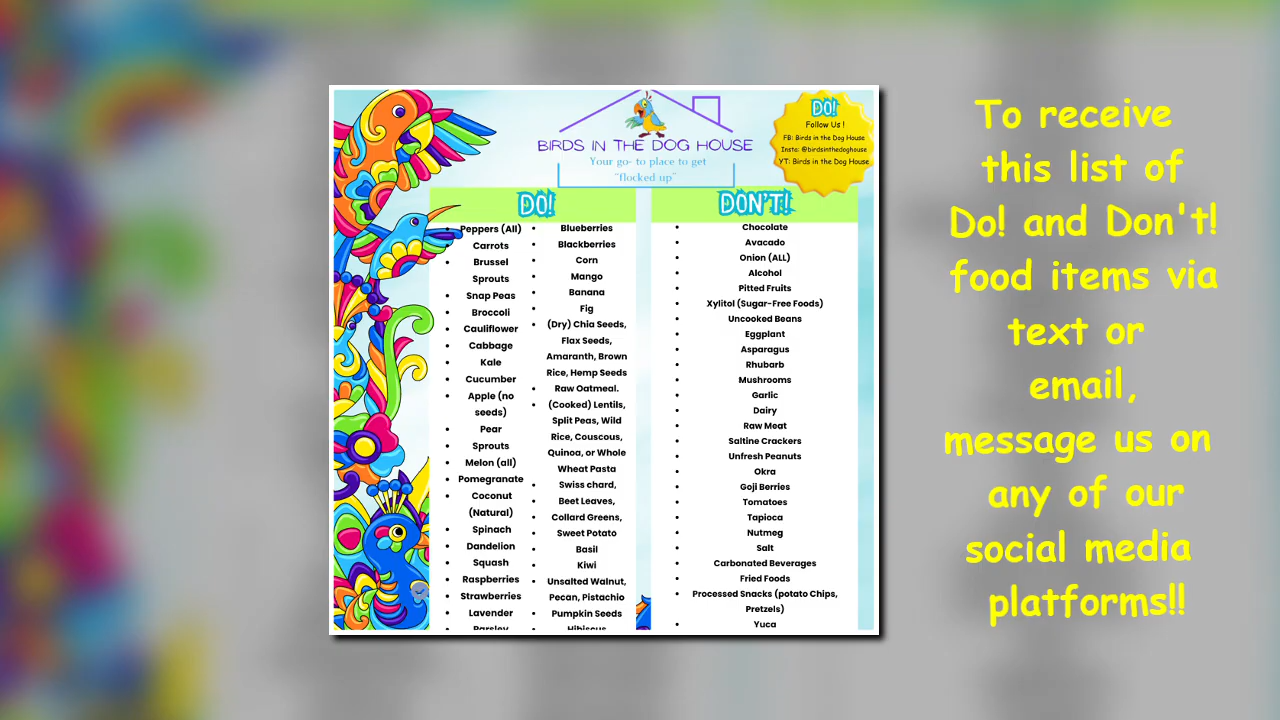 BIRDS IN THE DOG HOUSE
Your go- to place to get
"flocked up"
DO!
Follow Us !
FB: Birds in the Dog House
Insta: @birdsinthedoghouse
YT: Birds in the Dog House
DO!
Peppers (All)
Carrots
Brussel
Sprouts
Snap Peas
Broccoli
Cauliflower
Cabbage
Kale
Cucumber
Apple (no
seeds)
Pear
Sprouts
Melon (all)
Pomegranate
Coconut
(Natural)
Spinach
Dandelion
Squash
Raspberries
Strawberries
Lavender
Parsley
Blueberries
Blackberries
Corn
Mango
Banana
Fig
(Dry) Chia Seeds,
Flax Seeds,
Amaranth, Brown
Rice, Hemp Seeds
Raw Oatmeal.
(Cooked) Lentils,
Split Peas, Wild
Rice, Couscous,
Quinoa, or Whole
Wheat Pasta
Swiss chard,
Beet Leaves,
Collard Greens,
Sweet Potato
Basil
Kiwi
Unsalted Walnut,
Pecan, Pistachio
Pumpkin Seeds
Hibiscus
DON'T!!
Chocolate
Avacado
Onion (ALL)
Alcohol
Pitted Fruits
Xylitol (Sugar-Free Foods)
Uncooked Beans
Eggplant
Asparagus
Rhubarb
Mushrooms
Garlic
Dairy
Raw Meat
Saltine Crackers
Unfresh Peanuts
Okra
Goji Berries
Tomatoes
Tapioca
Nutmeg
Salt
Carbonated Beverages
Fried Foods
Processed Snacks (potato Chips,
Pretzels)
Yuca
To receive
this list of
Do! and Don't!
food items via
text or
email,
message us on
any of our
social media
platforms!!